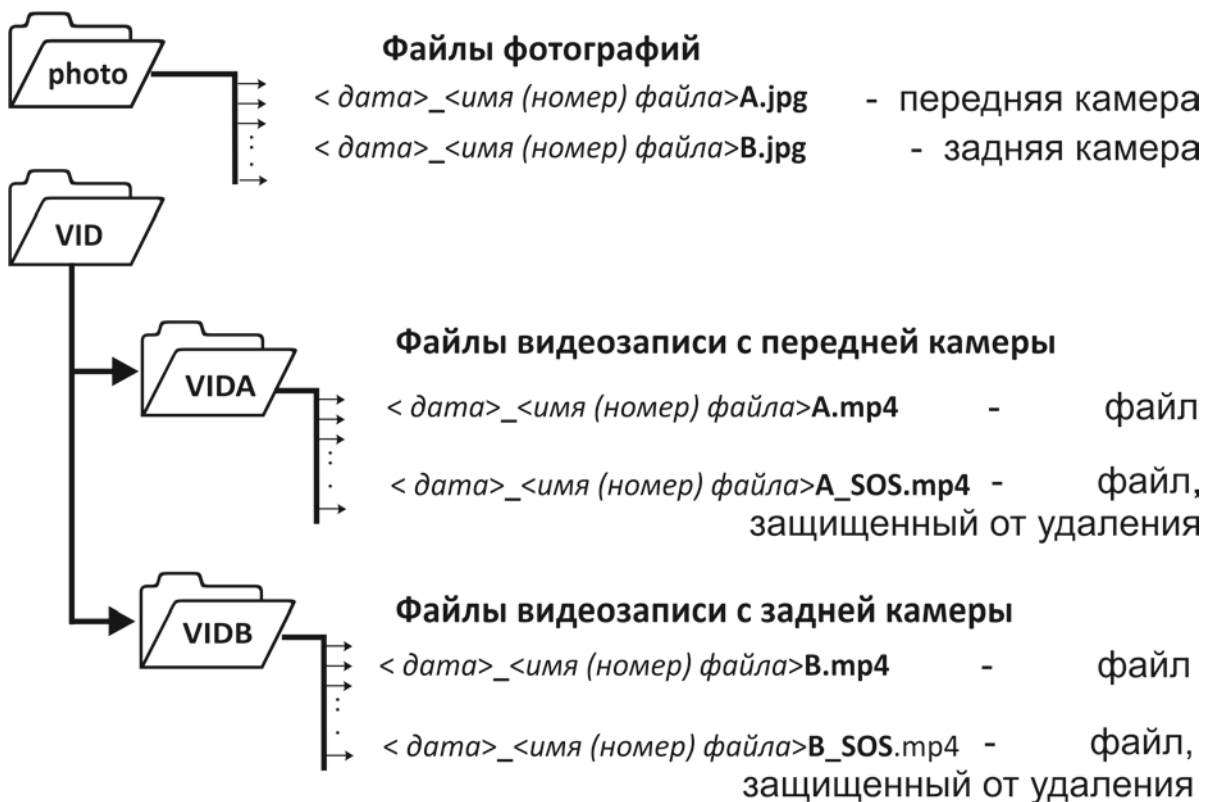 photo
Файлы фотографий
< дата>_<имя (номер) файла>A.jpg - передняя камера
< дата>_<имя (номер) файла>B.jpg - задняя камера
VID
VIDA
Файлы видеозаписи с передней камеры
< дата>_<имя (номер) файла>A.mp4 - файл
< дата>_<имя (номер) файла>A_SOS.mp4 - файл,
защищенный от удаления
VIDB
Файлы видеозаписи с задней камеры
< дата>_<имя (номер) файла>B.mp4 - файл
< дата>_<имя (номер) файла>B_SOS.mp4 - файл,
защищенный от удаления